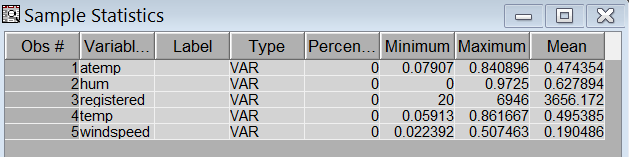 Sample Statistics
Obs # Variabl... Label Type Percen... Minimum Maximum Mean
1 atemp VAR 0 0.07907 0.840896 0.474354
2 hum VAR 0 0 0.9725 0.627894
3 registered VAR 0 20 6946 3656.172
4 temp VAR 0 0.05913 0.861667 0.495385
5 windspeed VAR 0 0.022392 0.507463 0.190486